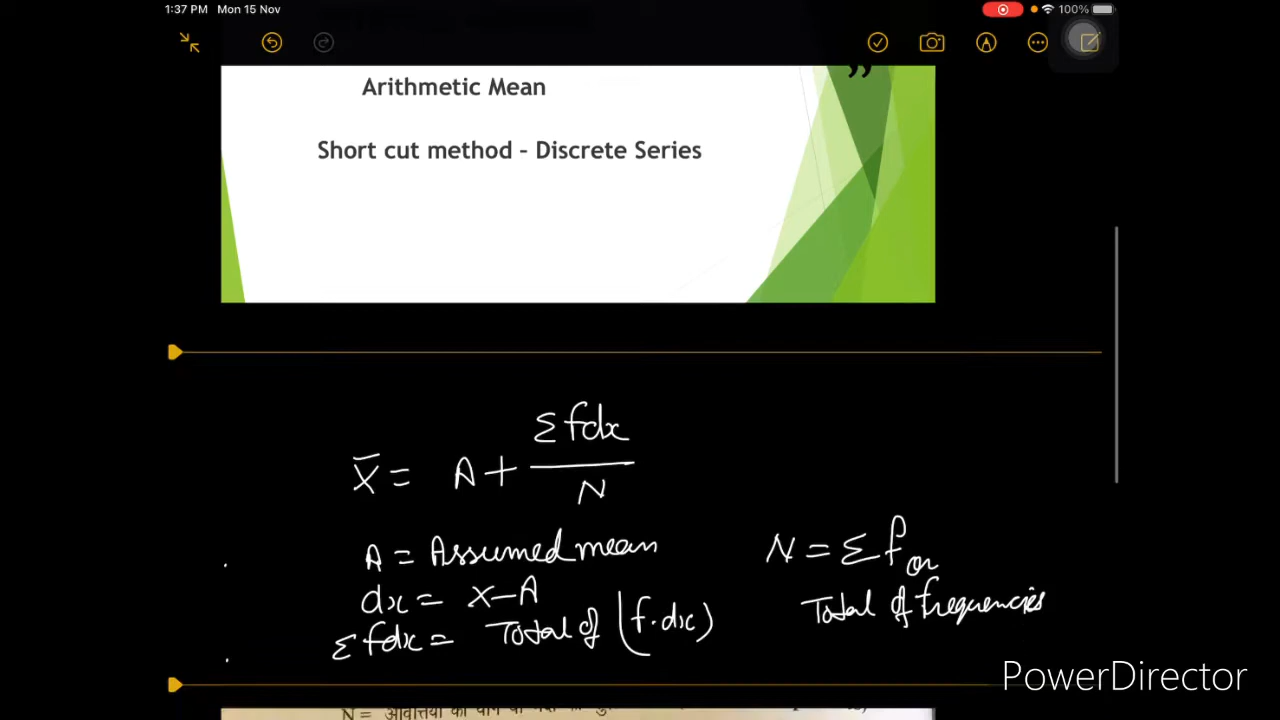 1:37 PM Mon 15 Nov
100%
”
Arithmetic Mean
Short cut method – Discrete Series
X̄ = A + Σfdx / N
A = Assumed mean
dx = X – A
Σfdx = Total of (f.dx)
N = Σf or
Total of frequencies
N = आवृत्तियों का योग
PowerDirector